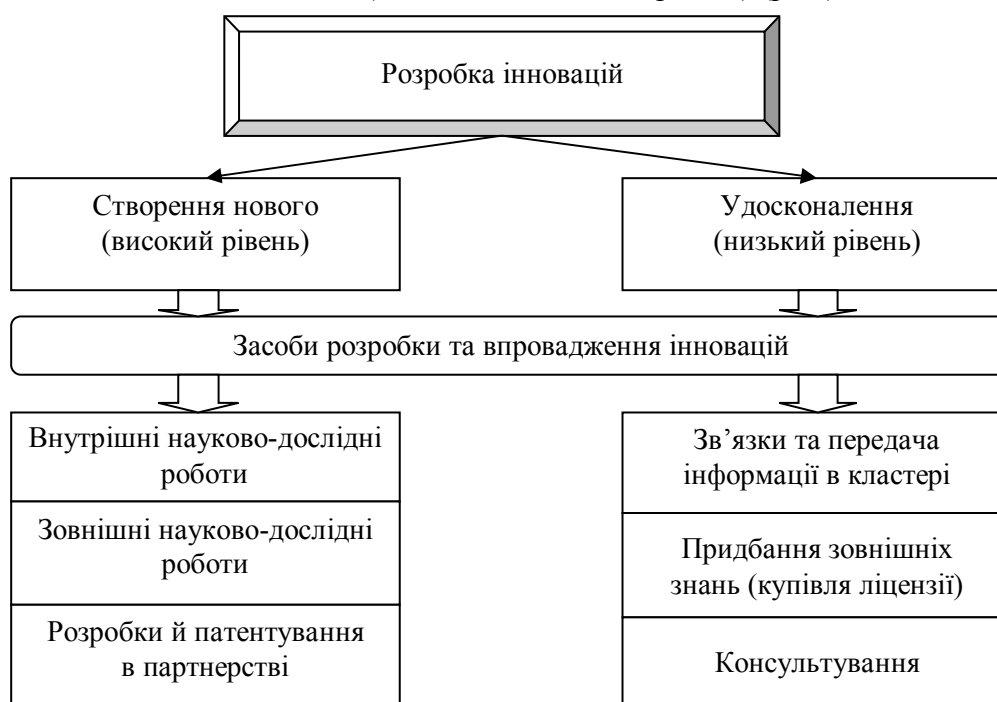 Розробка інновацій
Створення нового
(високий рівень)
Удосконалення
(низький рівень)
Засоби розробки та впровадження інновацій
Внутрішні науково-дослідні
роботи
Зовнішні науково-дослідні
роботи
Розробки й патентування
в партнерстві
Зв’язки та передача
інформації в кластері
Придбання зовнішніх
знань (купівля ліцензії)
Консультування